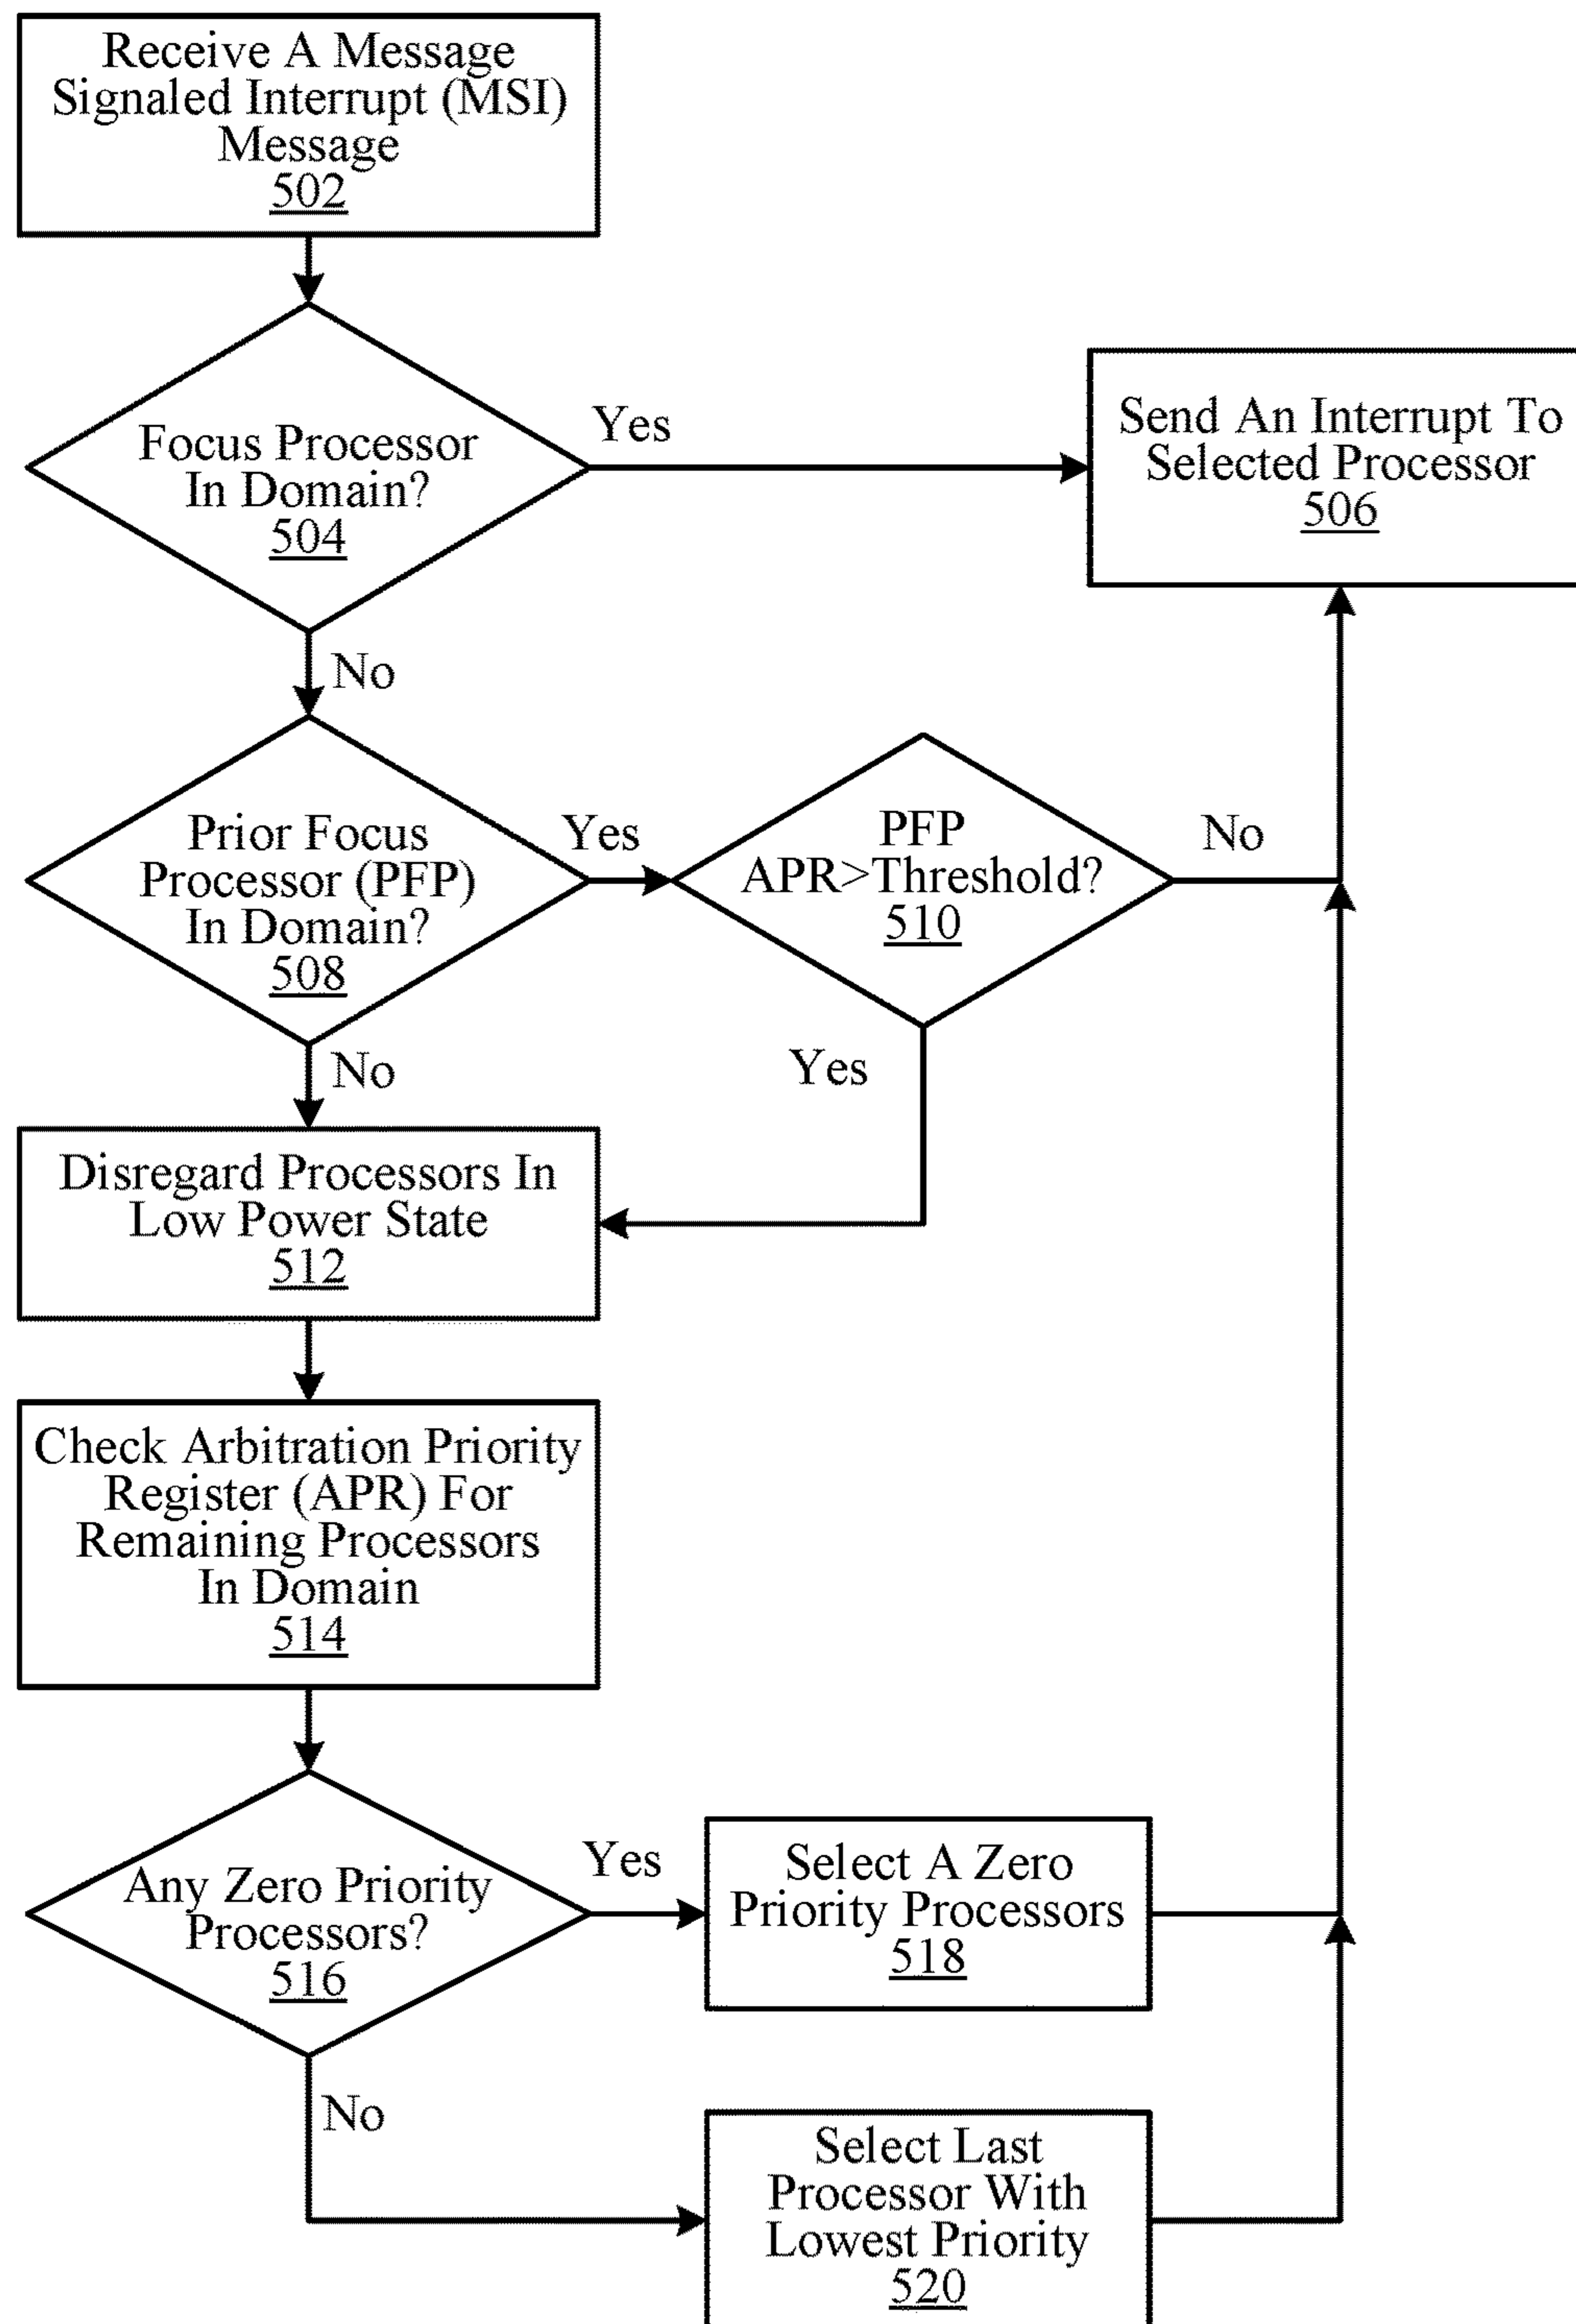 Receive A Message
Signaled Interrupt (MSI)
Message
502
Focus Processor
In Domain?
504
Yes
Send An Interrupt To
Selected Processor
506
No
Prior Focus
Processor (PFP)
In Domain?
508
Yes
PFP
APR>Threshold?
510
No
Yes
No
Disregard Processors In
Low Power State
512
Check Arbitration Priority
Register (APR) For
Remaining Processors
In Domain
514
Any Zero Priority
Processors?
516
Yes
Select A Zero
Priority Processors
518
No
Select Last
Processor With
Lowest Priority
520